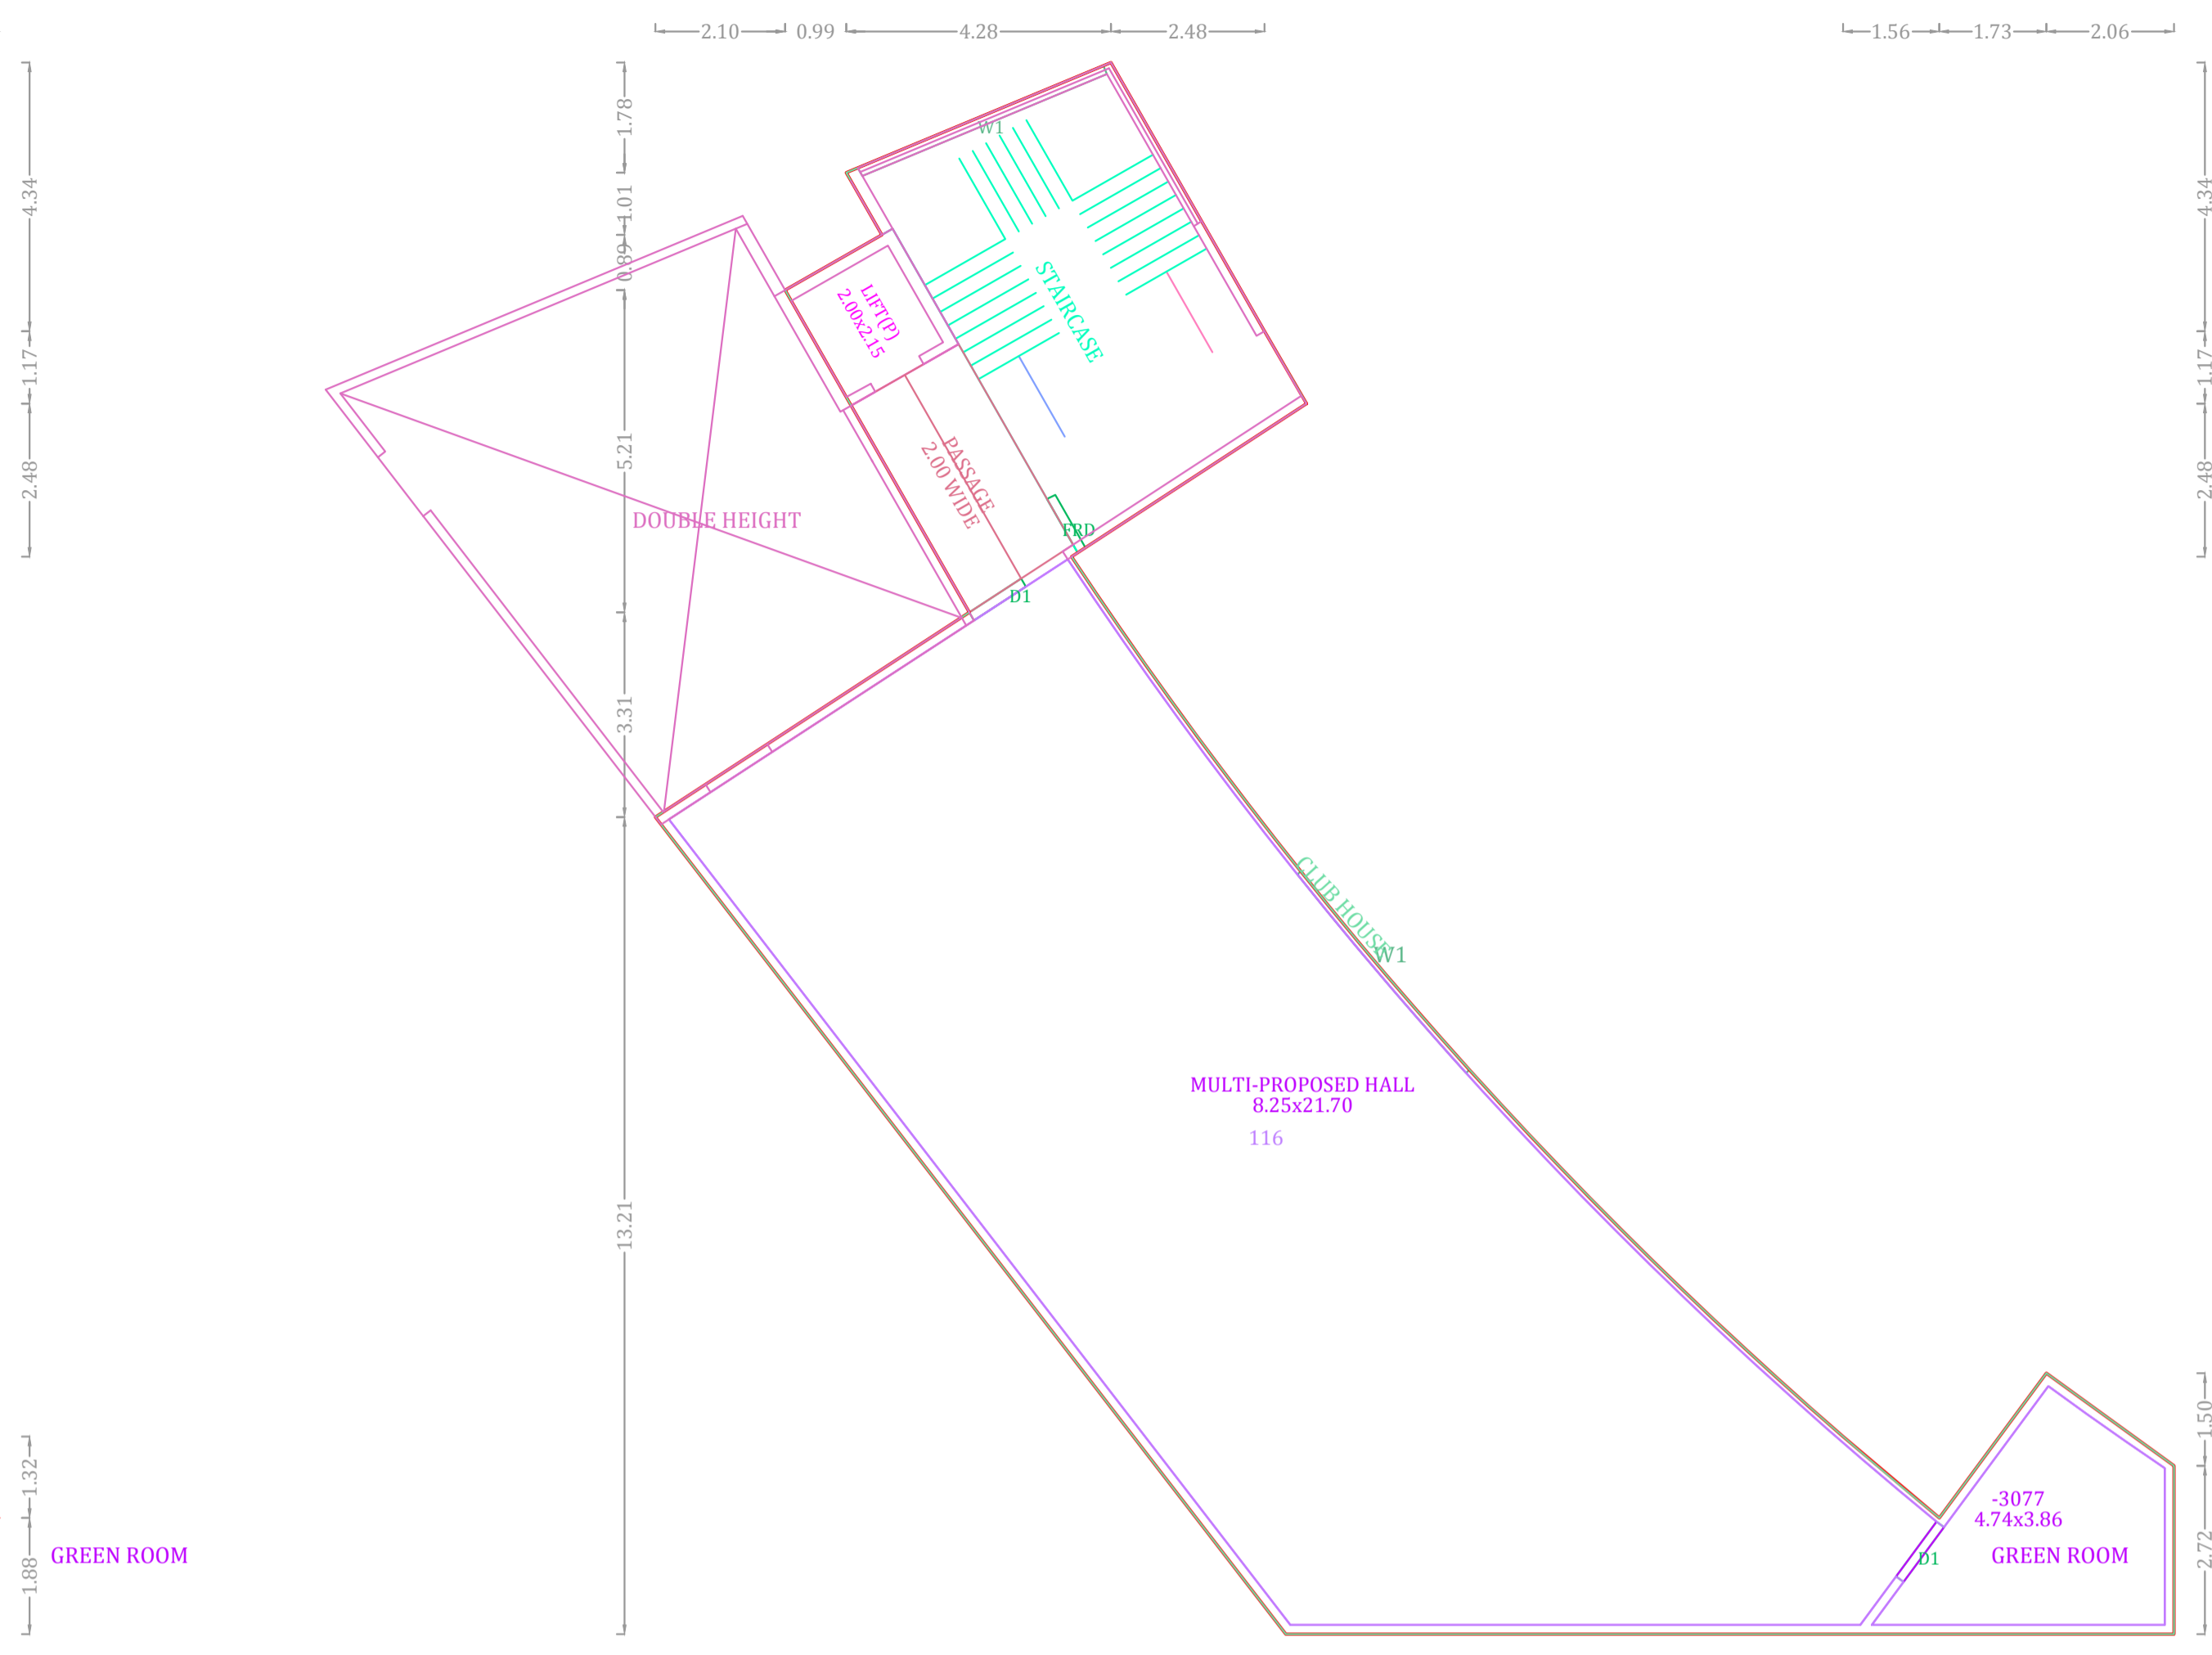 2.10
0.99
4.28
2.48
1.56
1.73
2.06
4.34
1.17
2.48
1.32
1.88
1.78
1.01
0.89
5.21
3.31
13.21
4.34
1.17
2.48
1.50
2.72
W1
STAIRCASE
LIFT(P)
2.00x2.15
PASSAGE
2.00 WIDE
DOUBLE HEIGHT
FRD
D1
CLUB HOUSE
W1
MULTI-PROPOSED HALL
8.25x21.70
116
-3077
4.74x3.86
D1
GREEN ROOM
GREEN ROOM